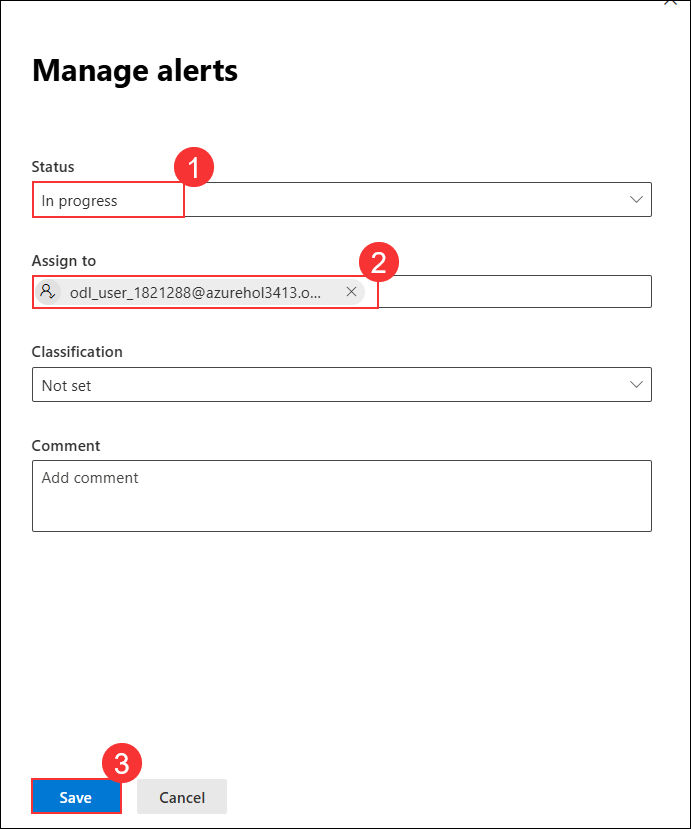 Manage alerts
Status
1
In progress
Assign to
2
odl_user_1821288@azurehol3413.o...
Classification
Not set
Comment
Add comment
3
Save
Cancel